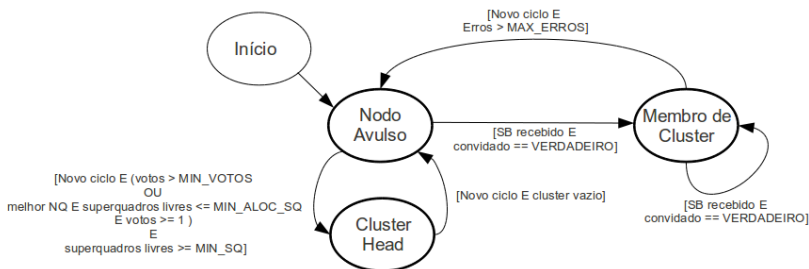 [Novo ciclo E
Erros > MAX_ERROS]
Início
Nodo
Avulso
Membro de
Cluster
[SB recebido E
convidado == VERDADEIRO]
[Novo ciclo E (votos > MIN_VOTOS
OU
melhor NQ E superquadros livres <= MIN_ALOC_SQ
E votos >= 1 )
E
superquadros livres >= MIN_SQ]
[Novo ciclo E cluster vazio]
Cluster
Head
[SB recebido E
convidado == VERDADEIRO]